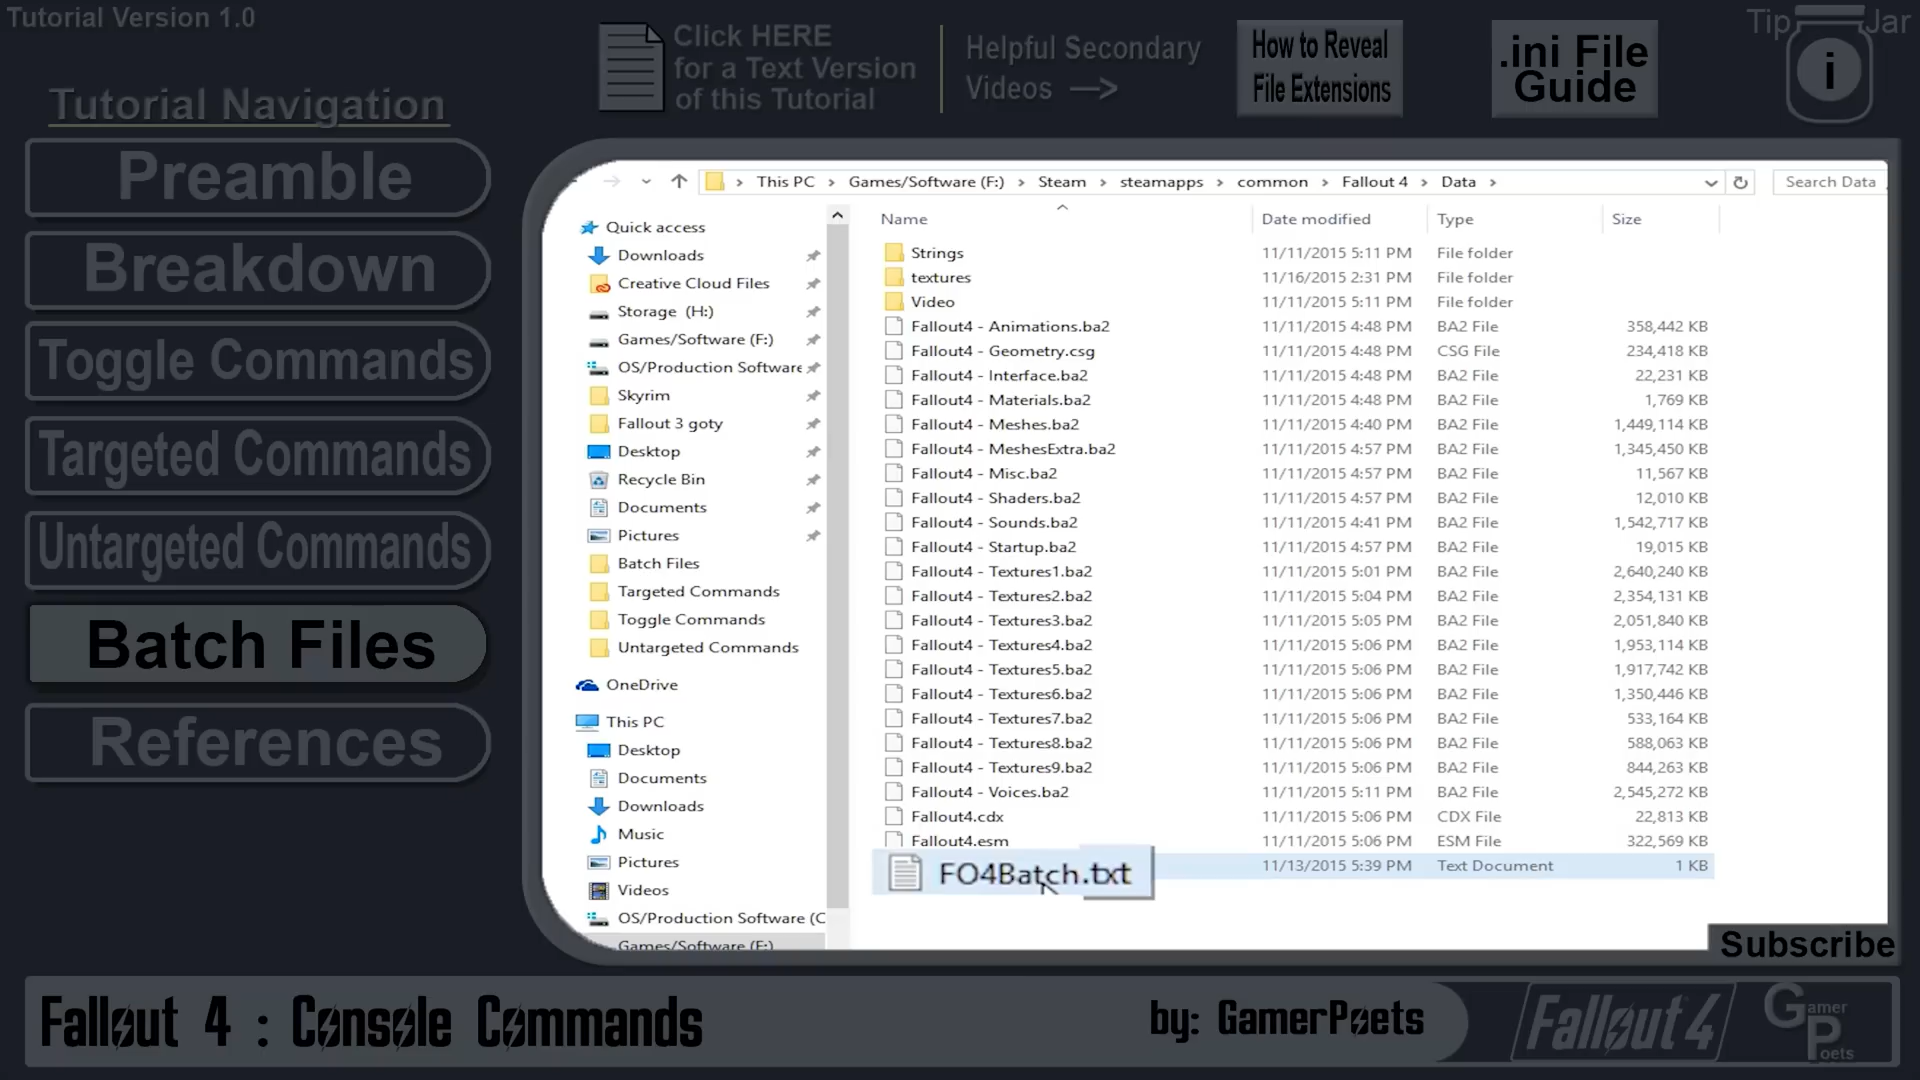 Tutorial Version 1.0
Click HERE
for a Text Version
of this Tutorial
Helpful Secondary
Videos
How to Reveal
File Extensions
.ini File
Guide
Tip Jar
i
Tutorial Navigation
Preamble
Breakdown
Toggle Commands
Targeted Commands
Untargeted Commands
Batch Files
References
This PC > Games/Software (F:) > Steam > steamapps > common > Fallout 4 > Data >
Search Data
Quick access
Downloads
Creative Cloud Files
Storage (H:)
Games/Software (F:)
OS/Production Software
Skyrim
Fallout 3 goty
Desktop
Recycle Bin
Documents
Pictures
Batch Files
Targeted Commands
Toggle Commands
Untargeted Commands
OneDrive
This PC
Desktop
Documents
Downloads
Music
Pictures
Videos
OS/Production Software (C
Games/Software (F:)
Name Date modified Type Size
Strings 11/11/2015 5:11 PM File folder
textures 11/16/2015 2:31 PM File folder
Video 11/11/2015 5:11 PM File folder
Fallout4 - Animations.ba2 11/11/2015 4:48 PM BA2 File 358,442 KB
Fallout4 - Geometry.csg 11/11/2015 4:48 PM CSG File 234,418 KB
Fallout4 - Interface.ba2 11/11/2015 4:48 PM BA2 File 22,231 KB
Fallout4 - Materials.ba2 11/11/2015 4:48 PM BA2 File 1,769 KB
Fallout4 - Meshes.ba2 11/11/2015 4:40 PM BA2 File 1,449,114 KB
Fallout4 - MeshesExtra.ba2 11/11/2015 4:57 PM BA2 File 1,345,450 KB
Fallout4 - Misc.ba2 11/11/2015 4:57 PM BA2 File 11,567 KB
Fallout4 - Shaders.ba2 11/11/2015 4:57 PM BA2 File 12,010 KB
Fallout4 - Sounds.ba2 11/11/2015 4:41 PM BA2 File 1,542,717 KB
Fallout4 - Startup.ba2 11/11/2015 4:57 PM BA2 File 19,015 KB
Fallout4 - Textures1.ba2 11/11/2015 5:01 PM BA2 File 2,640,240 KB
Fallout4 - Textures2.ba2 11/11/2015 5:04 PM BA2 File 2,354,131 KB
Fallout4 - Textures3.ba2 11/11/2015 5:05 PM BA2 File 2,051,840 KB
Fallout4 - Textures4.ba2 11/11/2015 5:06 PM BA2 File 1,953,114 KB
Fallout4 - Textures5.ba2 11/11/2015 5:06 PM BA2 File 1,917,742 KB
Fallout4 - Textures6.ba2 11/11/2015 5:06 PM BA2 File 1,350,446 KB
Fallout4 - Textures7.ba2 11/11/2015 5:06 PM BA2 File 533,164 KB
Fallout4 - Textures8.ba2 11/11/2015 5:06 PM BA2 File 588,063 KB
Fallout4 - Textures9.ba2 11/11/2015 5:06 PM BA2 File 844,263 KB
Fallout4 - Voices.ba2 11/11/2015 5:11 PM BA2 File 2,545,272 KB
Fallout4.cdx 11/11/2015 5:06 PM CDX File 22,813 KB
Fallout4.esm 11/11/2015 5:06 PM ESM File 322,569 KB
FO4Batch.txt 11/13/2015 5:39 PM Text Document 1 KB
Subscribe
Fallout 4 : Console Commands
by: GamerPoets
Fallout 4
Gamer
Poets